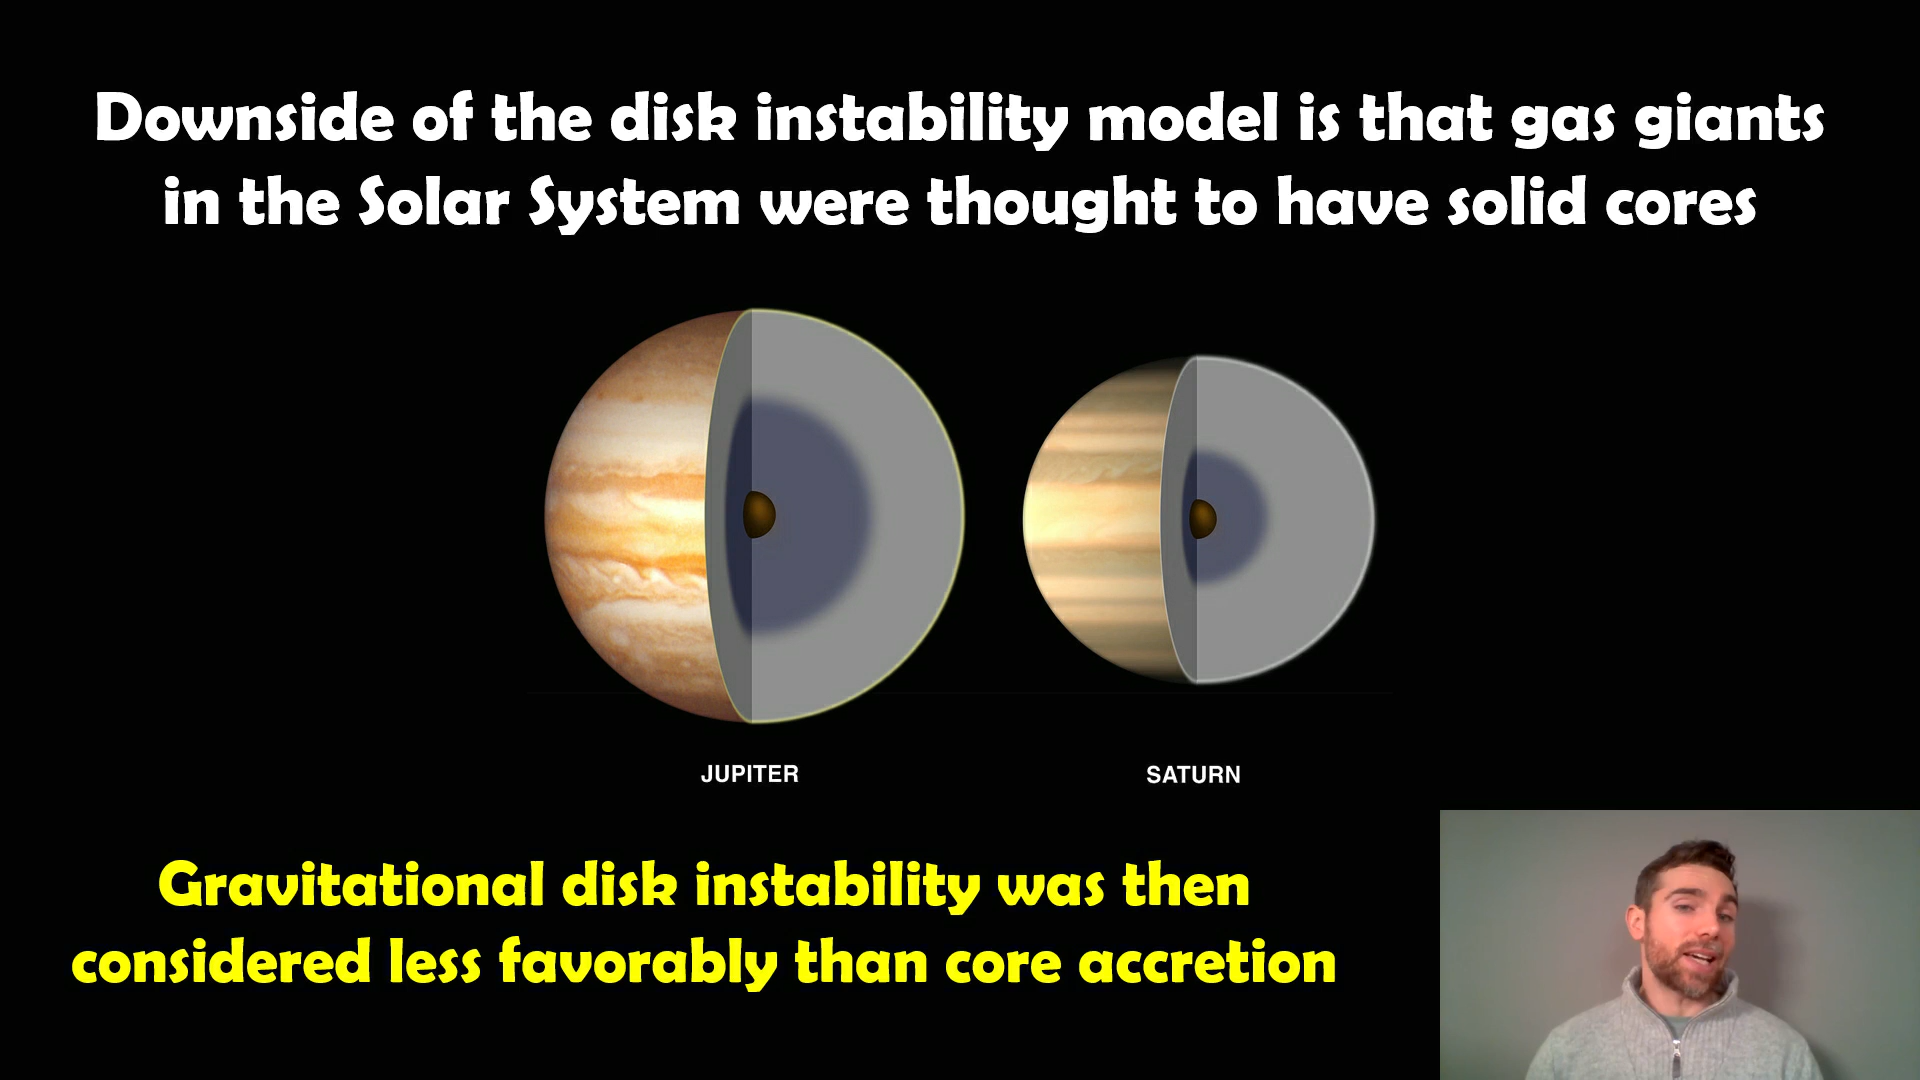 Downside of the disk instability model is that gas giants
in the Solar System were thought to have solid cores
JUPITER
SATURN
Gravitational disk instability was then
considered less favorably than core accretion